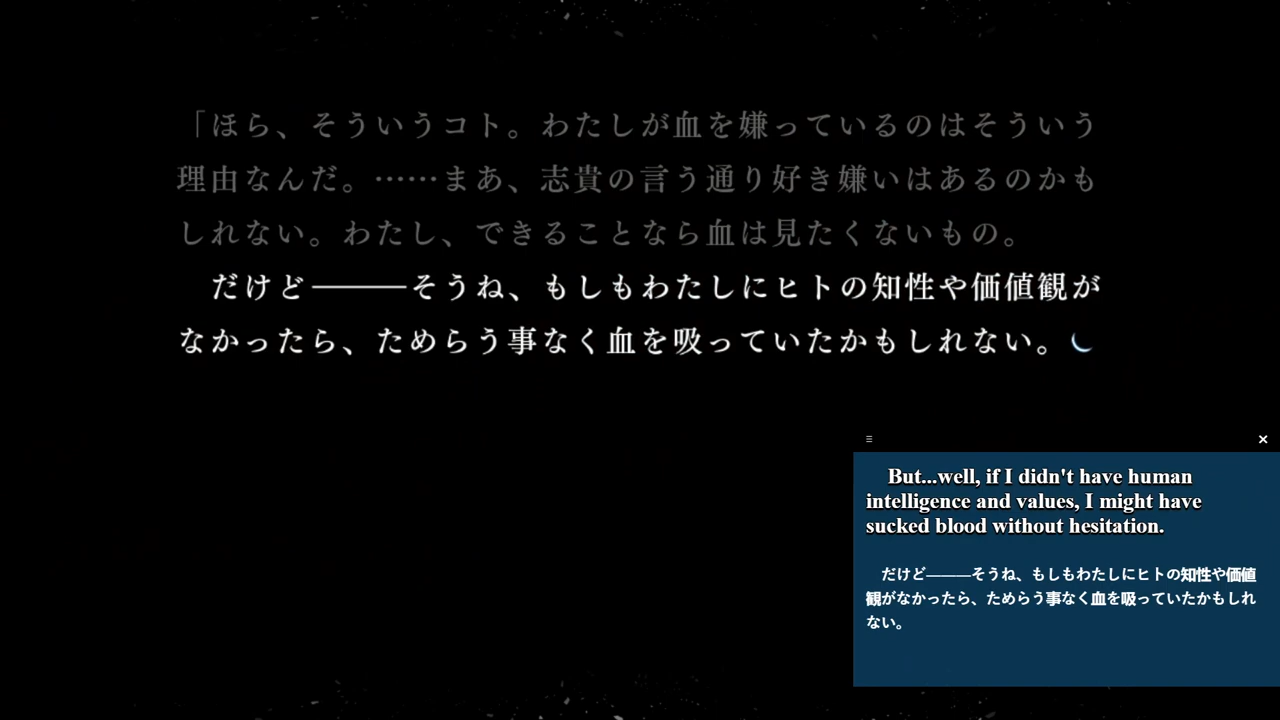 「ほら、そういうコト。わたしが血を嫌っているのはそういう
理由なんだ。……まあ、志貴の言う通り好き嫌いはあるのかも
しれない。わたし、できることなら血は見たくないもの。
　だけど―――そうね、もしもわたしにヒトの知性や価値観が
なかったら、ためらう事なく血を吸っていたかもしれない。
But...well, if I didn't have human
intelligence and values, I might have
sucked blood without hesitation.
　だけど―――そうね、もしもわたしにヒトの知性や価値
観がなかったら、ためらう事なく血を吸っていたかもしれ
ない。